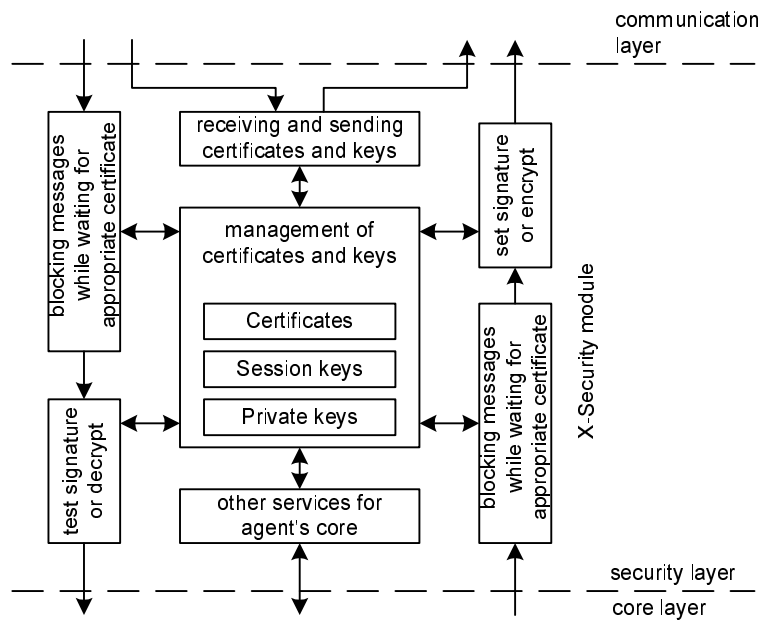 communication
layer
receiving and sending
certificates and keys
blocking messages
while waiting for
appropriate certificate
set signature
or encrypt
management of
certificates and keys
Certificates
Session keys
Private keys
X-Security module
blocking messages
while waiting for
appropriate certificate
test signature
or decrypt
other services for
agent's core
security layer
core layer